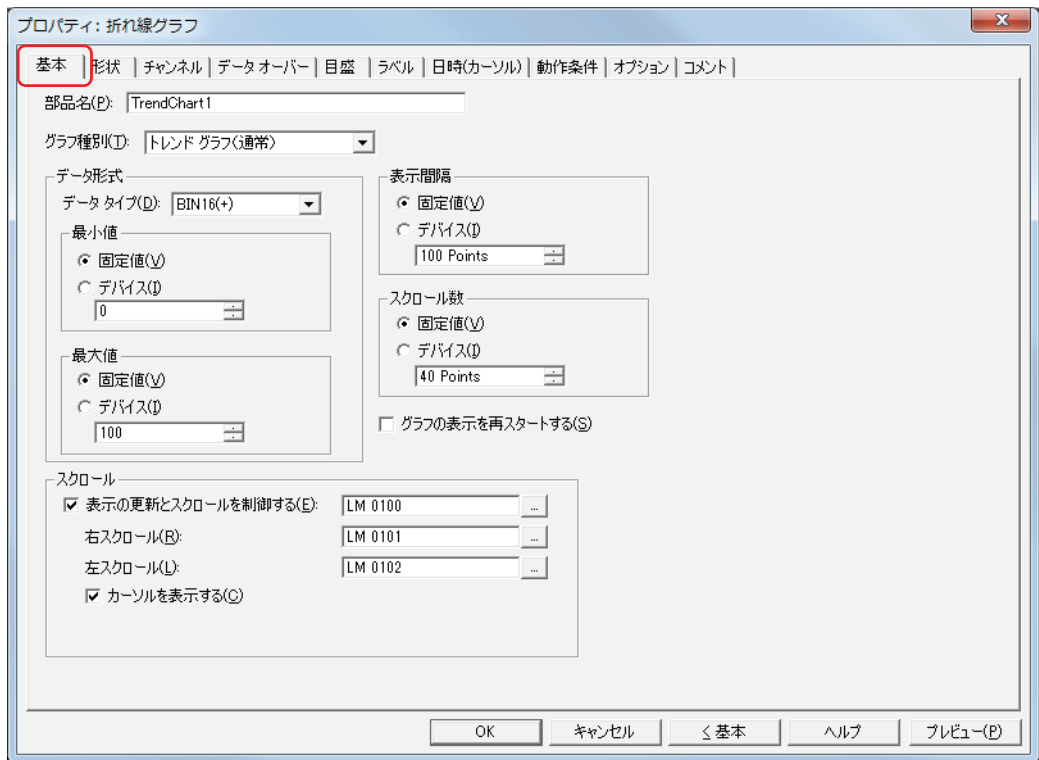 プロパティ: 折れ線グラフ
基本 形状 チャンネル データ オーバー 目盛 ラベル 日時(カーソル) 動作条件 オプション コメント
部品名(P): TrendChart1
グラフ種別(T): トレンド グラフ(通常)
データ形式
データ タイプ(D): BIN16(+)
最小値
固定値(V)
デバイス(I)
0
最大値
固定値(V)
デバイス(I)
100
表示間隔
固定値(V)
デバイス(I)
100 Points
スクロール数
固定値(V)
デバイス(I)
40 Points
グラフの表示を再スタートする(S)
スクロール
表示の更新とスクロールを制御する(E): LM 0100 ...
右スクロール(R): LM 0101 ...
左スクロール(L): LM 0102 ...
カーソルを表示する(C)
OK キャンセル < 基本 ヘルプ プレビュー(P)